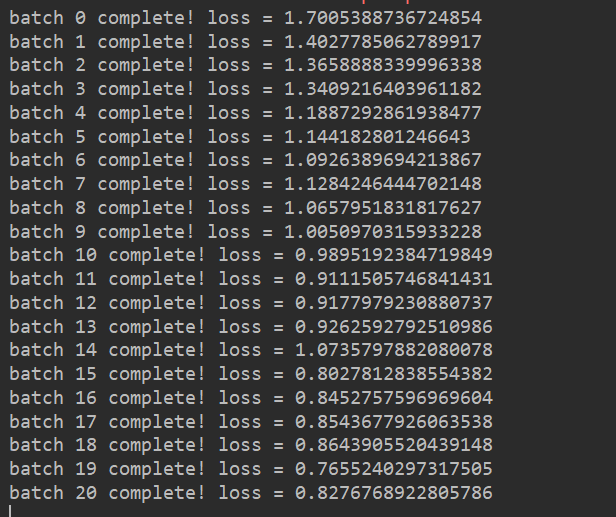 batch 0 complete! loss = 1.7005388736724854
batch 1 complete! loss = 1.4027785062789917
batch 2 complete! loss = 1.3658888339996338
batch 3 complete! loss = 1.3409216403961182
batch 4 complete! loss = 1.1887292861938477
batch 5 complete! loss = 1.144182801246643
batch 6 complete! loss = 1.0926389694213867
batch 7 complete! loss = 1.1284246444702148
batch 8 complete! loss = 1.0657951831817627
batch 9 complete! loss = 1.0050970315933228
batch 10 complete! loss = 0.9895192384719849
batch 11 complete! loss = 0.9111505746841431
batch 12 complete! loss = 0.9177979230880737
batch 13 complete! loss = 0.9262592792510986
batch 14 complete! loss = 1.0735797882080078
batch 15 complete! loss = 0.8027812838554382
batch 16 complete! loss = 0.8452757596969604
batch 17 complete! loss = 0.8543677926063538
batch 18 complete! loss = 0.8643905520439148
batch 19 complete! loss = 0.7655240297317505
batch 20 complete! loss = 0.8276768922805786